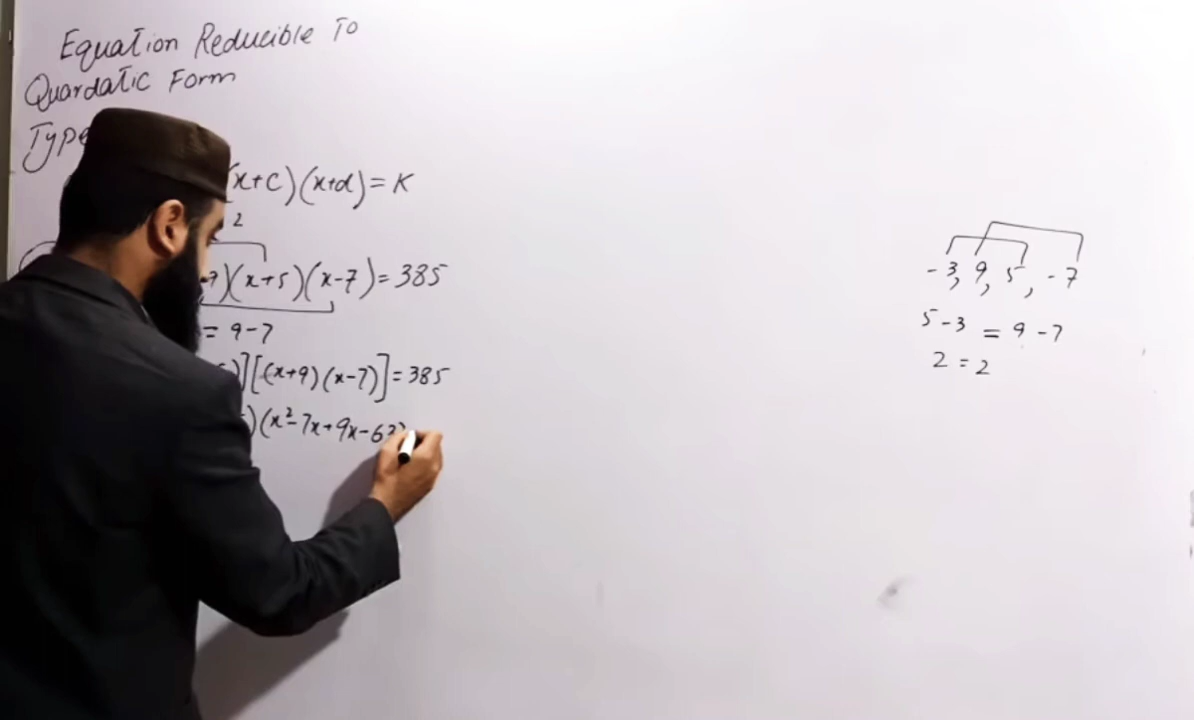 Equation Reducible To
Quardatic Form
Type
(x+c)(x+d)=K
2
)(x+5)(x-7)=385
= 9-7
)][(x+9)(x-7)]=385
)(x²-7x+9x-63)
-3, 9, 5, -7
5-3 = 9-7
2 = 2